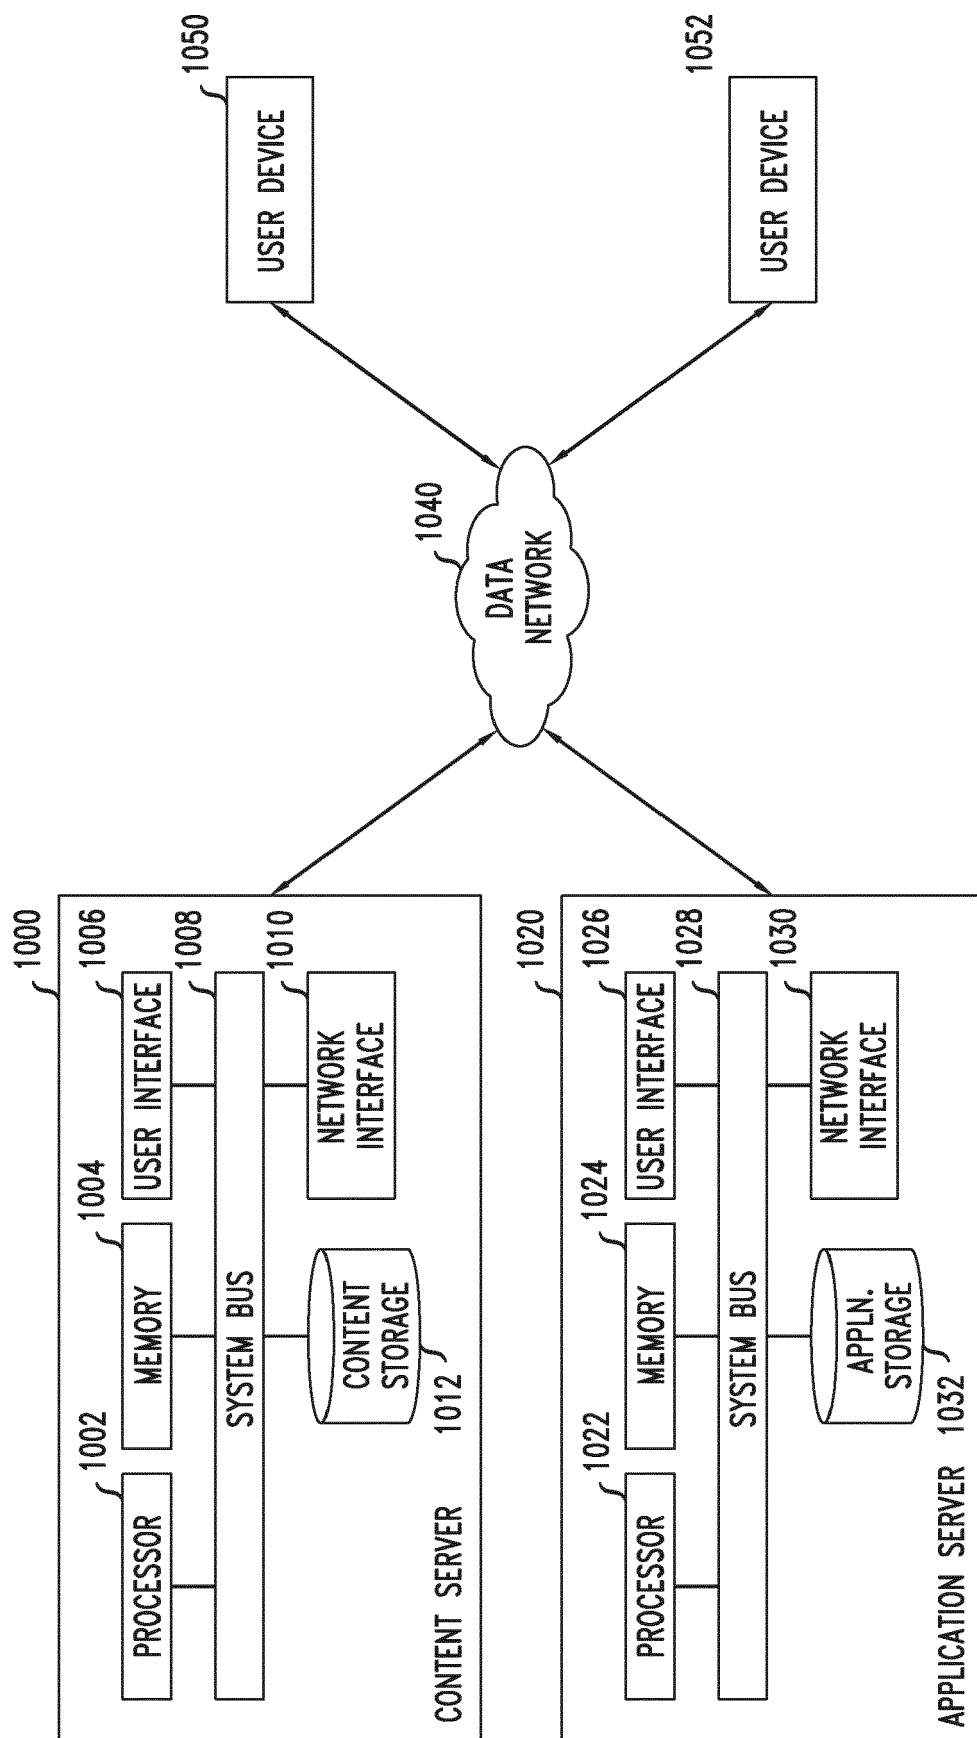 1000
1002
PROCESSOR
1004
MEMORY
1006
USER INTERFACE
1008
SYSTEM BUS
1010
NETWORK
INTERFACE
CONTENT
STORAGE
1012
CONTENT SERVER
1020
1022
PROCESSOR
1024
MEMORY
1026
USER INTERFACE
1028
SYSTEM BUS
1030
NETWORK
INTERFACE
APPLN.
STORAGE
1032
APPLICATION SERVER
1040
DATA
NETWORK
1050
USER DEVICE
1052
USER DEVICE